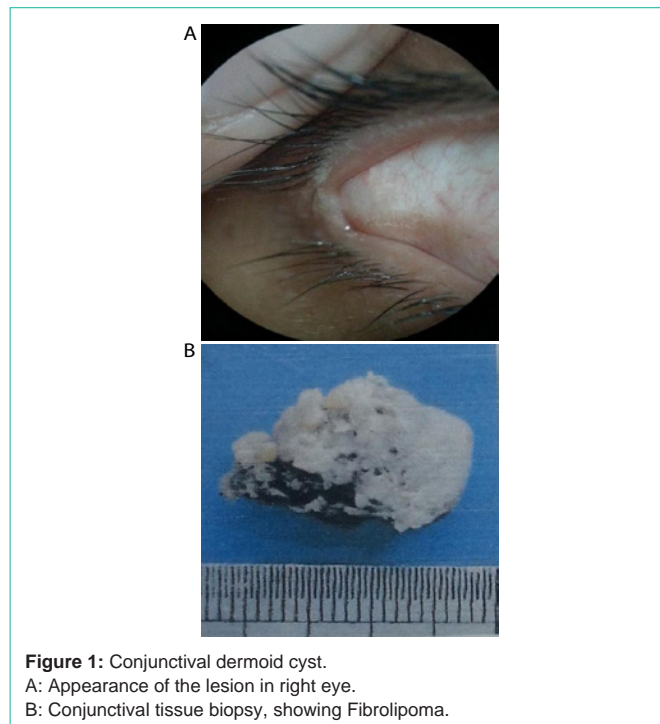 A
B
Figure 1: Conjunctival dermoid cyst.
A: Appearance of the lesion in right eye.
B: Conjunctival tissue biopsy, showing Fibrolipoma.